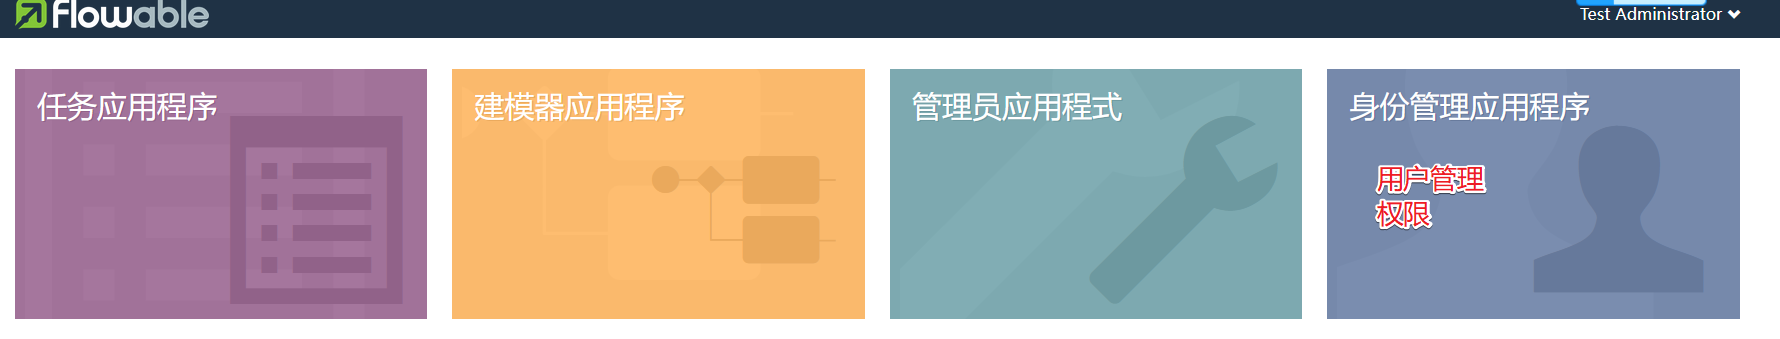 flowable
Test Administrator
任务应用程序
建模器应用程序
管理员应用程式
身份管理应用程序
用户管理
权限